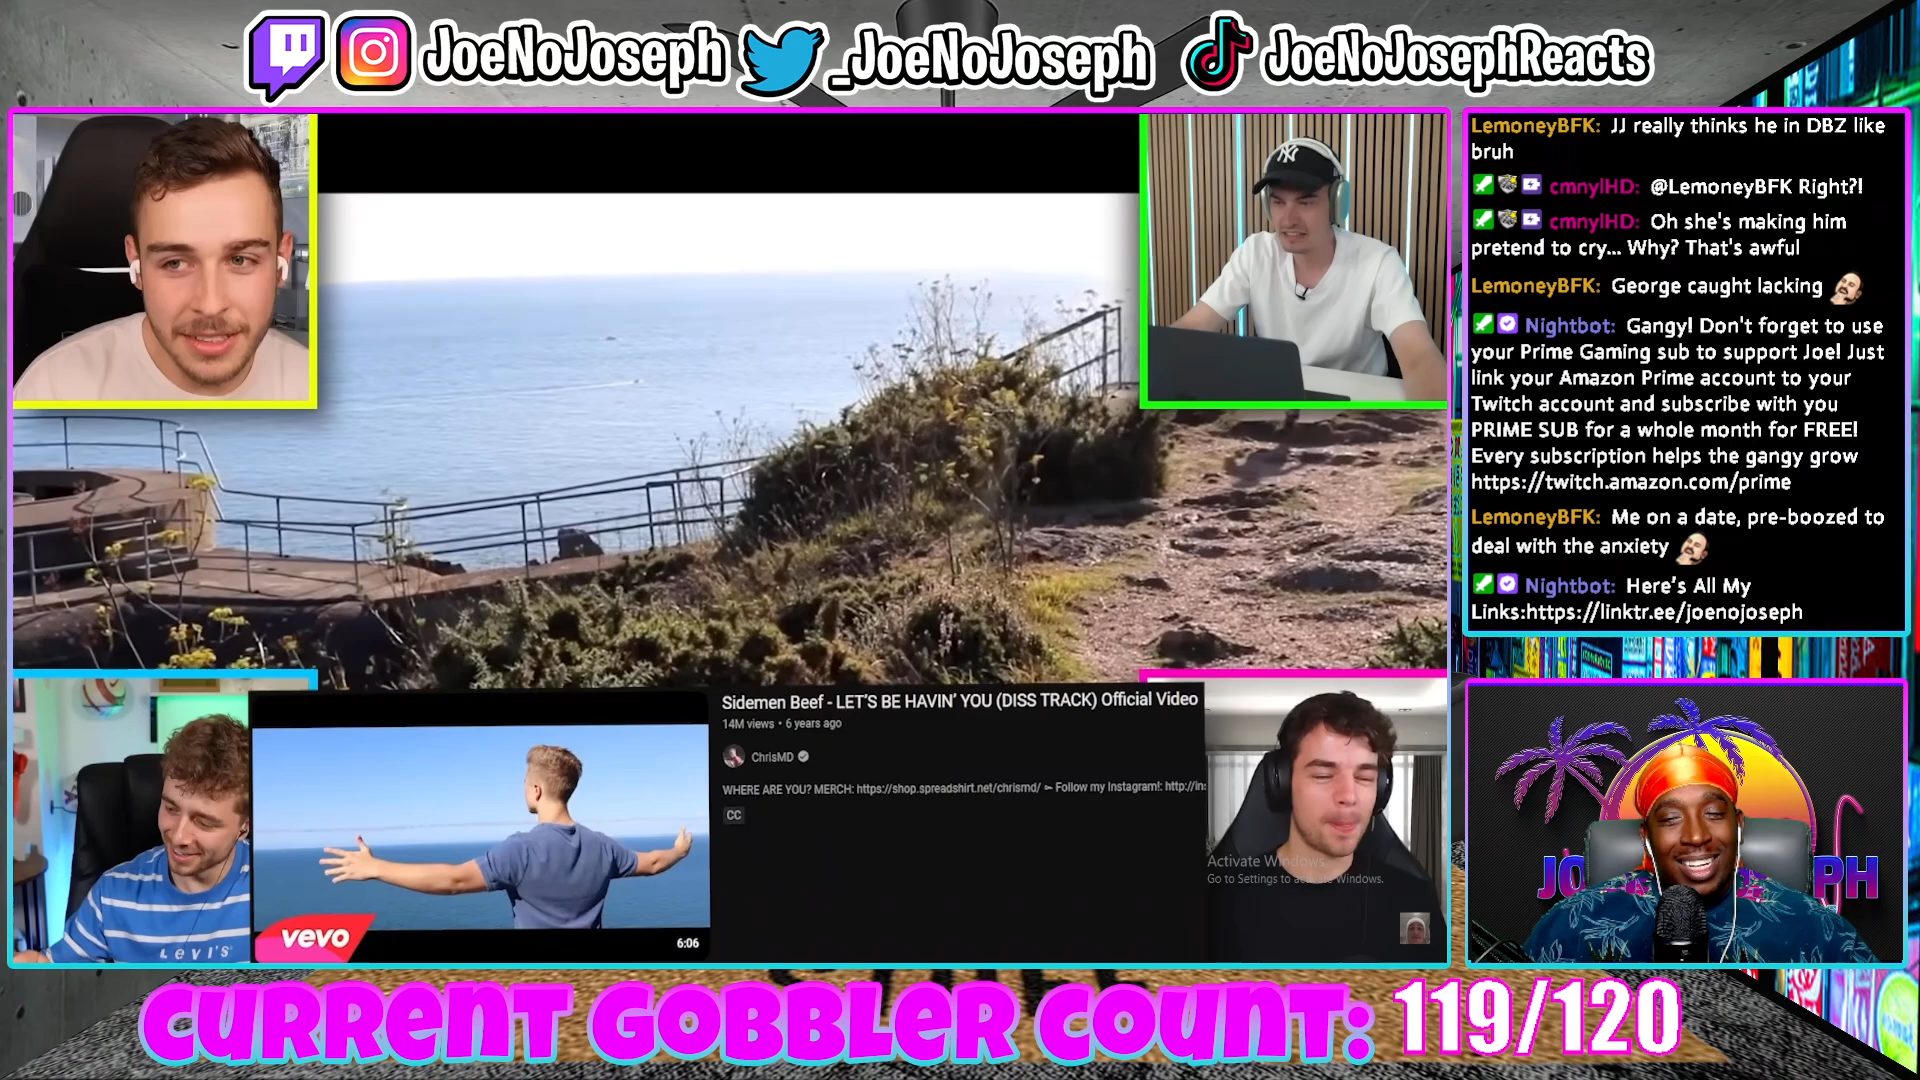 JoeNoJoseph
_JoeNoJoseph
JoeNoJosephReacts
LemoneyBFK: JJ really thinks he in DBZ like
bruh
cmnylHD: @LemoneyBFK Right?!
cmnylHD: Oh she's making him
pretend to cry... Why? That's awful
LemoneyBFK: George caught lacking
Nightbot: Gangy! Don't forget to use
your Prime Gaming sub to support Joe! Just
link your Amazon Prime account to your
Twitch account and subscribe with you
PRIME SUB for a whole month for FREE!
Every subscription helps the gangy grow
https://twitch.amazon.com/prime
LemoneyBFK: Me on a date, pre-boozed to
deal with the anxiety
Nightbot: Here's All My
Links:https://linktr.ee/joenojoseph
Sidemen Beef - LET'S BE HAVIN' YOU (DISS TRACK) Official Video
14M views • 6 years ago
ChrisMD
WHERE ARE YOU? MERCH: https://shop.spreadshirt.net/chrismd/ ► Follow my Instagram!: http://ins
CC
vevo
6:06
LEVI'S
Activate Windows
Go to Settings to activate Windows.
JO PH
CURRENT GOBBLER COUNT: 119/120